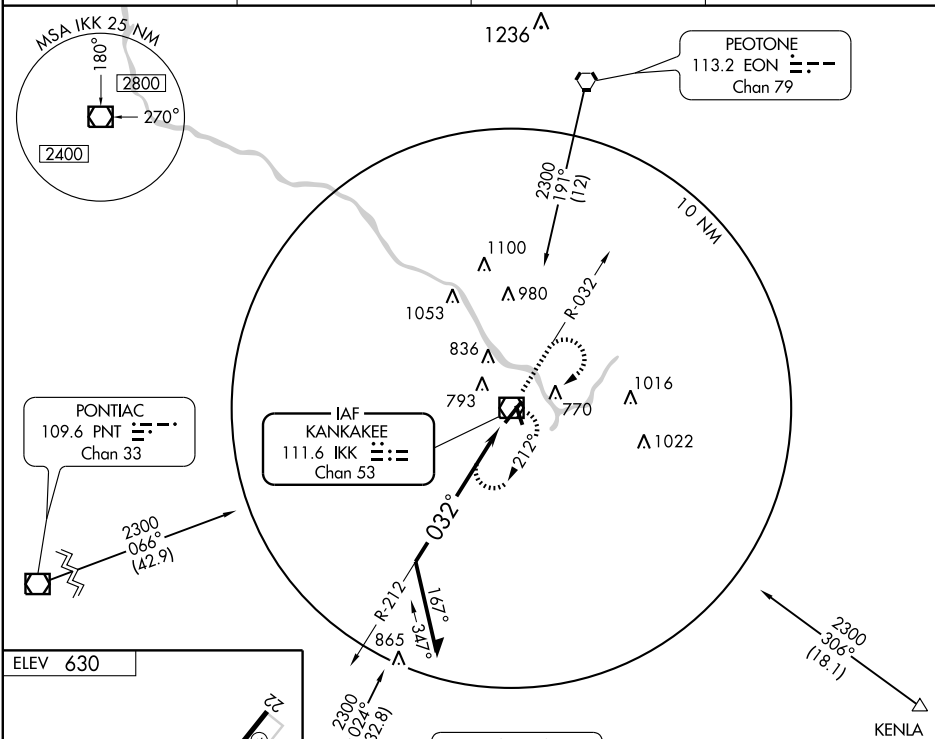 MSA IKK 25 NM
180°
2800
270°
2400
1236
PEOTONE
113.2 EON
Chan 79
2300
191°
(12)
10 NM
1100
980
1053
R-032
836
793
770
1016
1022
IAF
KANKAKEE
111.6 IKK
Chan 53
212°
PONTIAC
109.6 PNT
Chan 33
2300
066°
(42.9)
032°
R-212
167°
347°
865
2300
024°
2300
306°
(18.1)
KENLA
ELEV 630
22